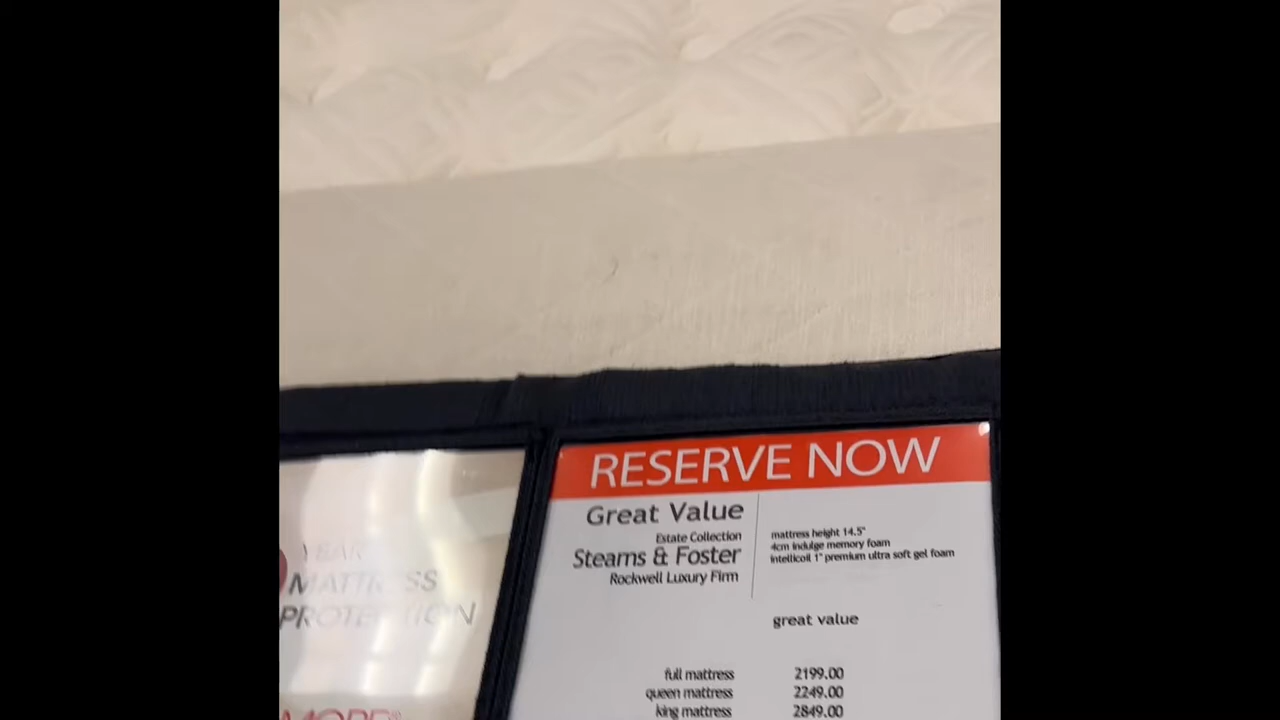 RESERVE NOW
Great Value
Estate Collection
Stearns & Foster
Rockwell Luxury Firm
mattress height 14.5"
4cm indulge memory foam
intellicoil 1" premium ultra soft gel foam
great value
full mattress 2199.00
queen mattress 2249.00
king mattress 2849.00
YEAR
MATTRESS
PROTECTION
MORE